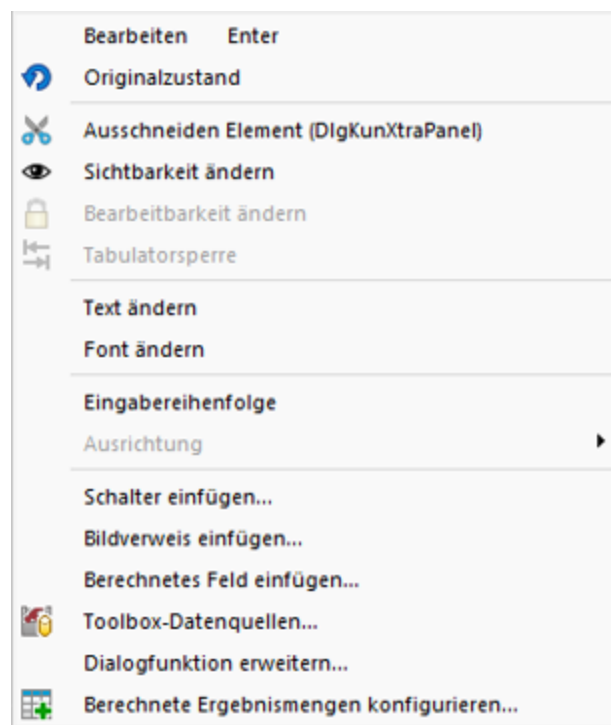 Bearbeiten Enter
Originalzustand
Ausschneiden Element (DlgKunXtraPanel)
Sichtbarkeit ändern
Bearbeitbarkeit ändern
Tabulatorsperre
Text ändern
Font ändern
Eingabereihenfolge
Ausrichtung
Schalter einfügen...
Bildverweis einfügen...
Berechnetes Feld einfügen...
Toolbox-Datenquellen...
Dialogfunktion erweitern...
Berechnete Ergebnismengen konfigurieren...